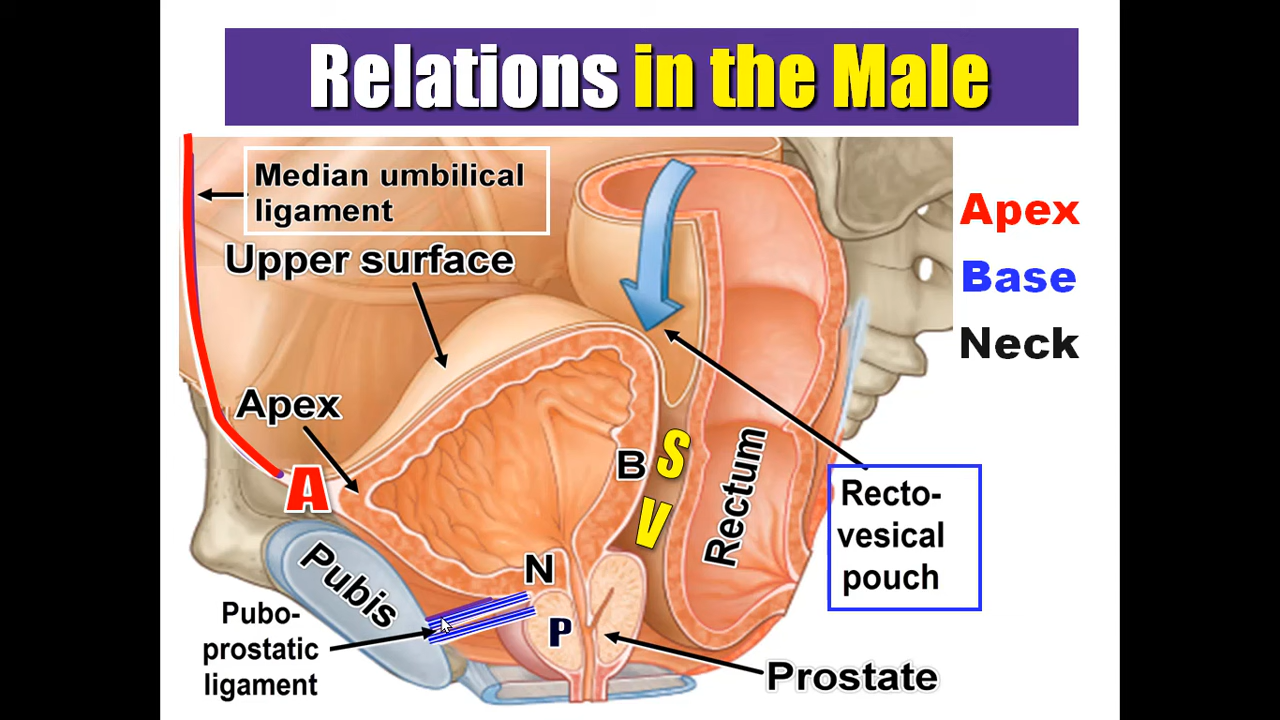 Relations in the Male
Median umbilical
ligament
Upper surface
Apex
A
Pubis
Pubo-
prostatic
ligament
B
N
P
S
V
Rectum
Prostate
Recto-
vesical
pouch
Apex
Base
Neck